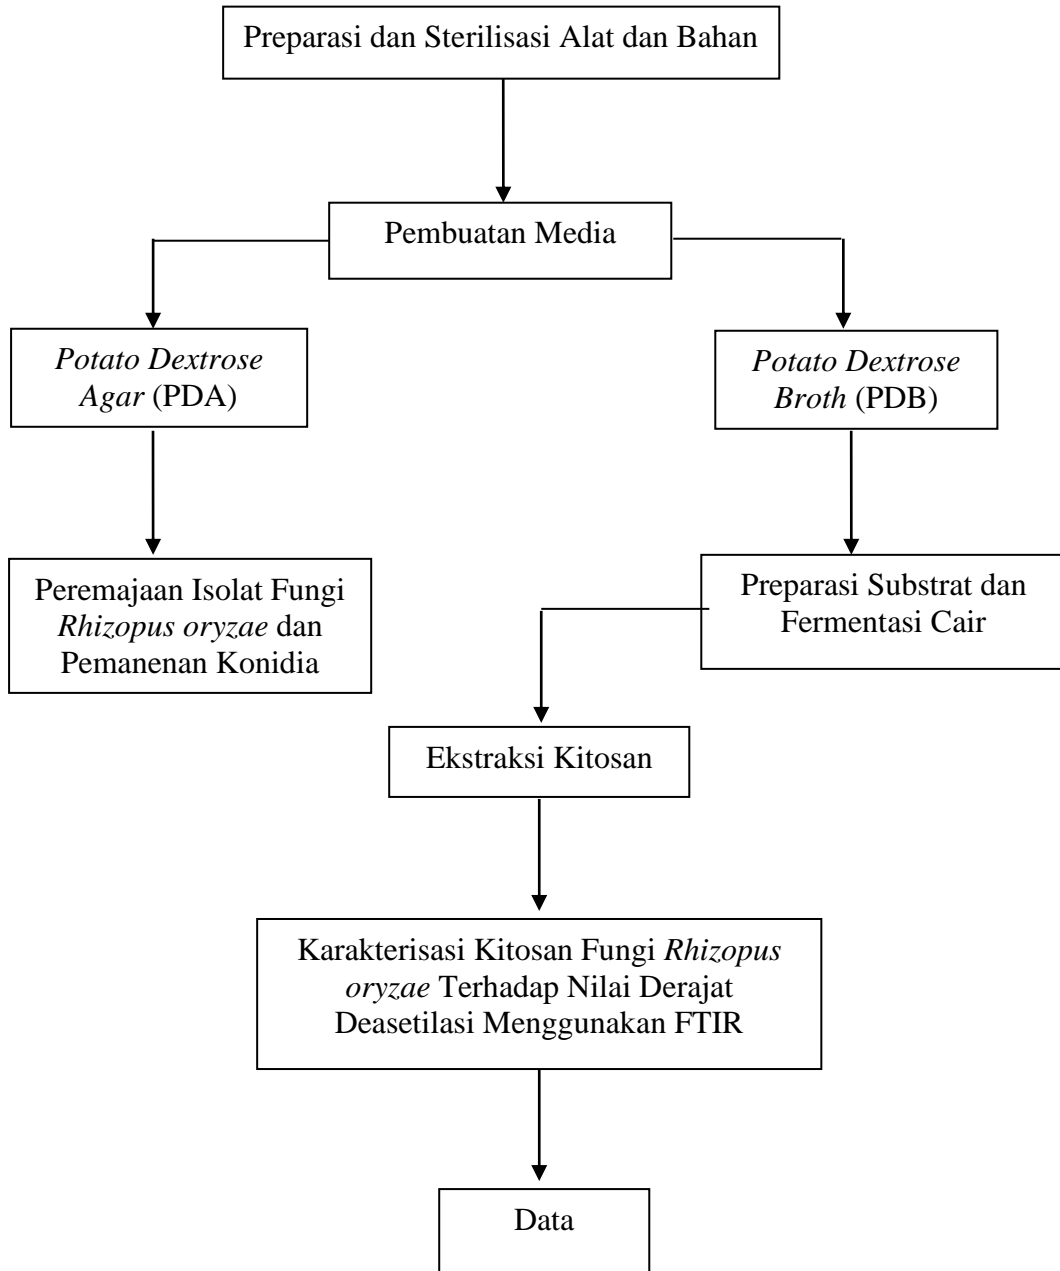 Preparasi dan Sterilisasi Alat dan Bahan
Pembuatan Media
Potato Dextrose
Agar (PDA)
Potato Dextrose
Broth (PDB)
Peremajaan Isolat Fungi
Rhizopus oryzae dan
Pemanenan Konidia
Preparasi Substrat dan
Fermentasi Cair
Ekstraksi Kitosan
Karakterisasi Kitosan Fungi Rhizopus
oryzae Terhadap Nilai Derajat
Deasetilasi Menggunakan FTIR
Data